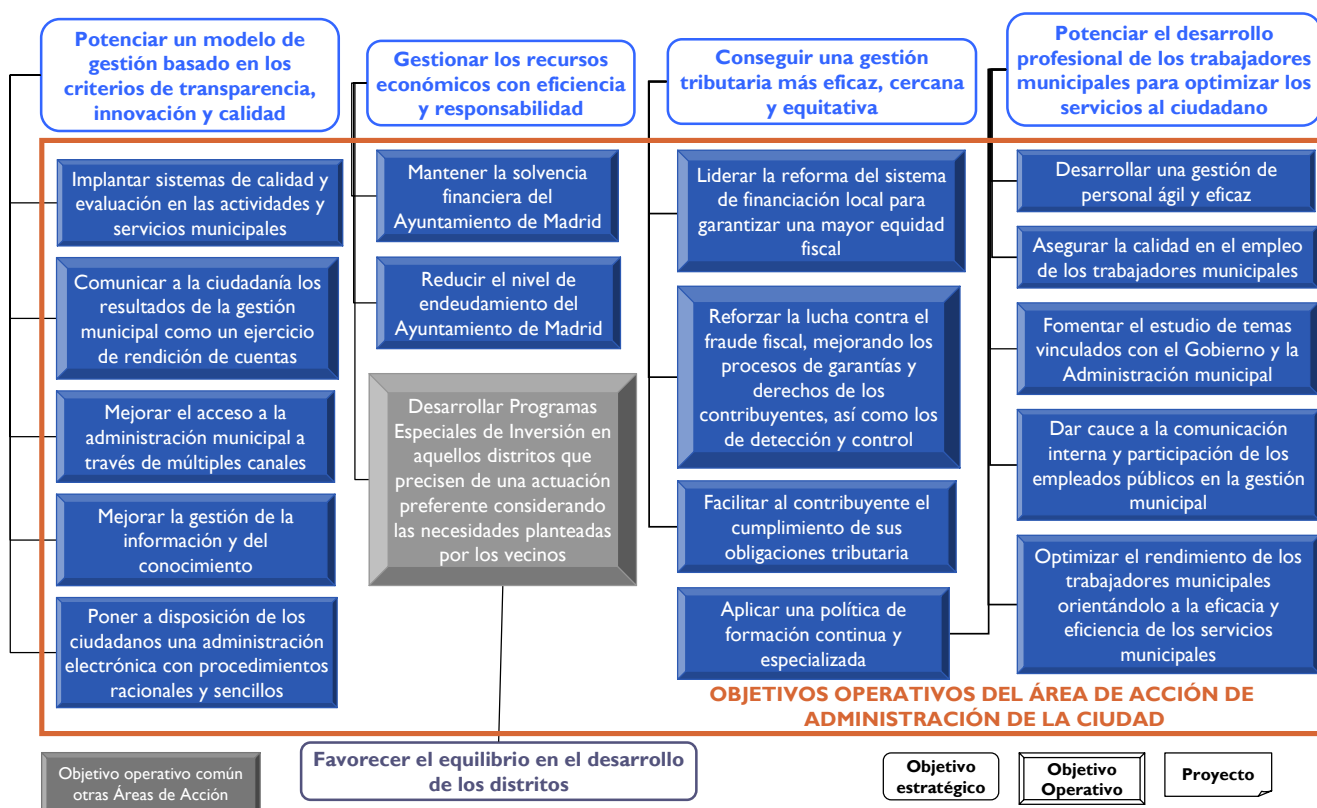 Potenciar un modelo de
gestión basado en los
criterios de transparencia,
innovación y calidad
Gestionar los recursos
económicos con eficiencia
y responsabilidad
Conseguir una gestión
tributaria más eficaz, cercana
y equitativa
Potenciar el desarrollo
profesional de los trabajadores
municipales para optimizar los
servicios al ciudadano
Implantar sistemas de calidad y
evaluación en las actividades y
servicios municipales
Comunicar a la ciudadanía los
resultados de la gestión
municipal como un ejercicio
de rendición de cuentas
Mejorar el acceso a la
administración municipal a
través de múltiples canales
Mejorar la gestión de la
información y del
conocimiento
Poner a disposición de los
ciudadanos una administración
electrónica con procedimientos
racionales y sencillos
Mantener la solvencia
financiera del
Ayuntamiento de Madrid
Reducir el nivel de
endeudamiento del
Ayuntamiento de Madrid
Desarrollar Programas
Especiales de Inversión en
aquellos distritos que
precisen de una actuación
preferente considerando
las necesidades planteadas
por los vecinos
Liderar la reforma del sistema
de financiación local para
garantizar una mayor equidad
fiscal
Reforzar la lucha contra el
fraude fiscal, mejorando los
procesos de garantías y
derechos de los
contribuyentes, así como los
de detección y control
Facilitar al contribuyente el
cumplimiento de sus
obligaciones tributaria
Aplicar una política de
formación continua y
especializada
Desarrollar una gestión de
personal ágil y eficaz
Asegurar la calidad en el empleo
de los trabajadores municipales
Fomentar el estudio de temas
vinculados con el Gobierno y la
Administración municipal
Dar cauce a la comunicación
interna y participación de los
empleados públicos en la gestión
municipal
Optimizar el rendimiento de los
trabajadores municipales
orientándolo a la eficacia y
eficiencia de los servicios
municipales
OBJETIVOS OPERATIVOS DEL ÁREA DE ACCIÓN DE
ADMINISTRACIÓN DE LA CIUDAD
Objetivo operativo común
otras Áreas de Acción
Favorecer el equilibrio en el desarrollo
de los distritos
Objetivo
estratégico
Objetivo
Operativo
Proyecto